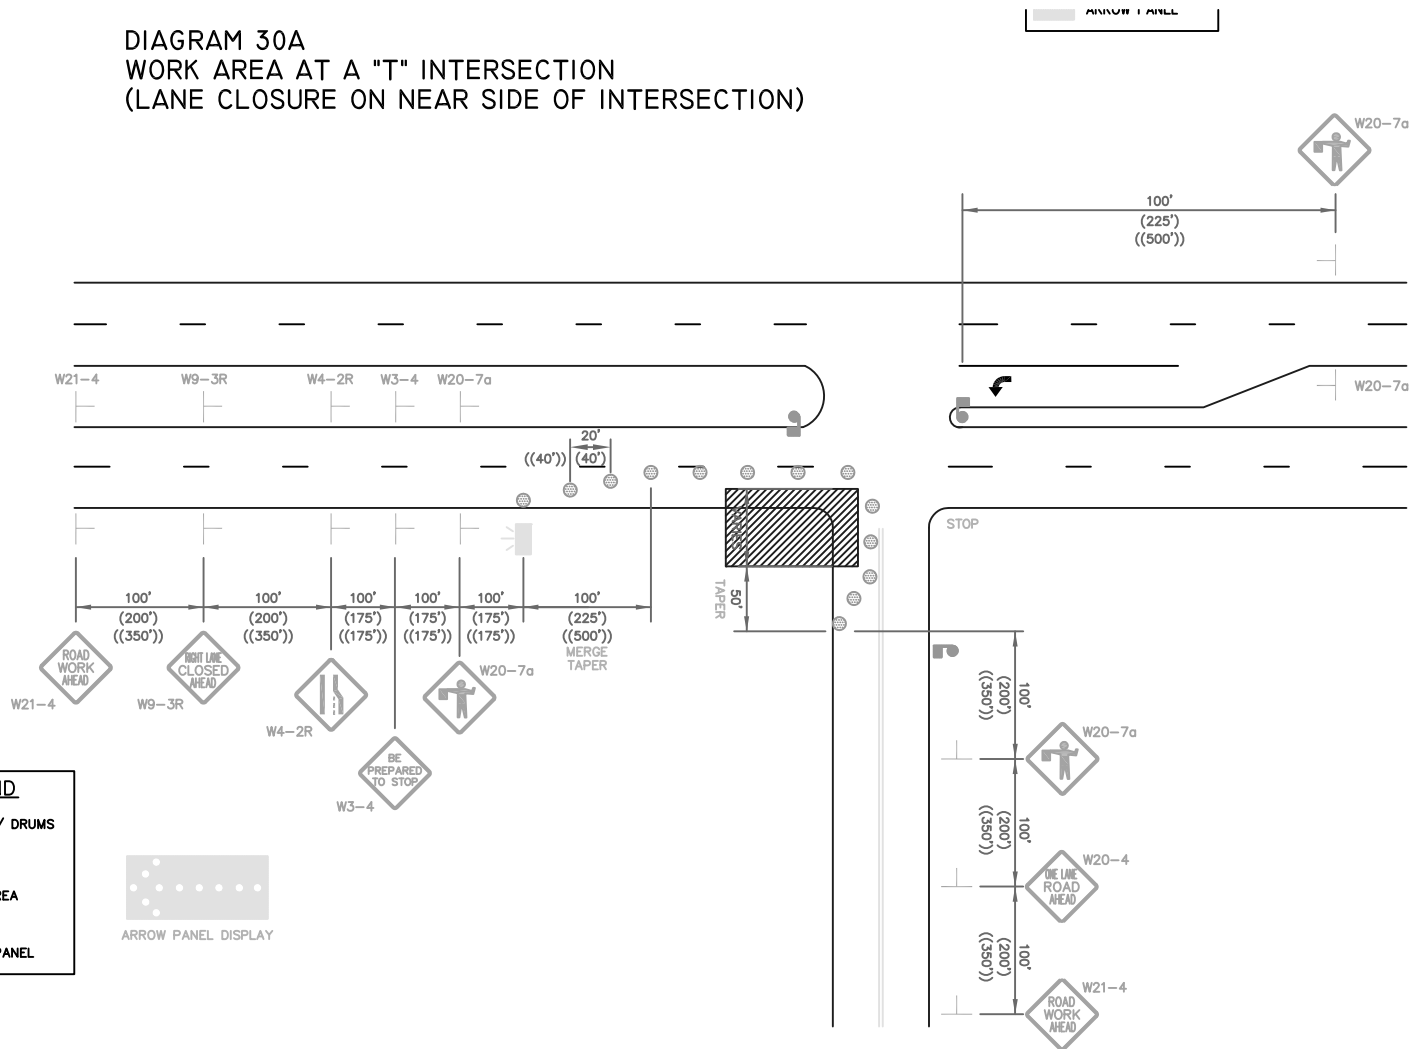 ARROW PANEL
DIAGRAM 30A
WORK AREA AT A "T" INTERSECTION
(LANE CLOSURE ON NEAR SIDE OF INTERSECTION)
W20-7a
100'
(225')
((500'))
W21-4
W9-3R
W4-2R
W3-4
W20-7a
W20-7a
20'
((40')) (40')
STOP
50'
TAPER
100'
(200')
((350'))
100'
(200')
((350'))
100'
(175')
((175'))
100'
(175')
((175'))
100'
(175')
((175'))
100'
(225')
((500'))
MERGE
TAPER
ROAD
WORK
AHEAD
W21-4
RIGHT LANE
CLOSED
AHEAD
W9-3R
W4-2R
BE
PREPARED
TO STOP
W3-4
W20-7a
100'
(200')
((350'))
W20-7a
100'
(200')
((350'))
ONE LANE
ROAD
AHEAD
W20-4
100'
(200')
((350'))
ROAD
WORK
AHEAD
W21-4
ND
/ DRUMS
REA
PANEL
ARROW PANEL DISPLAY